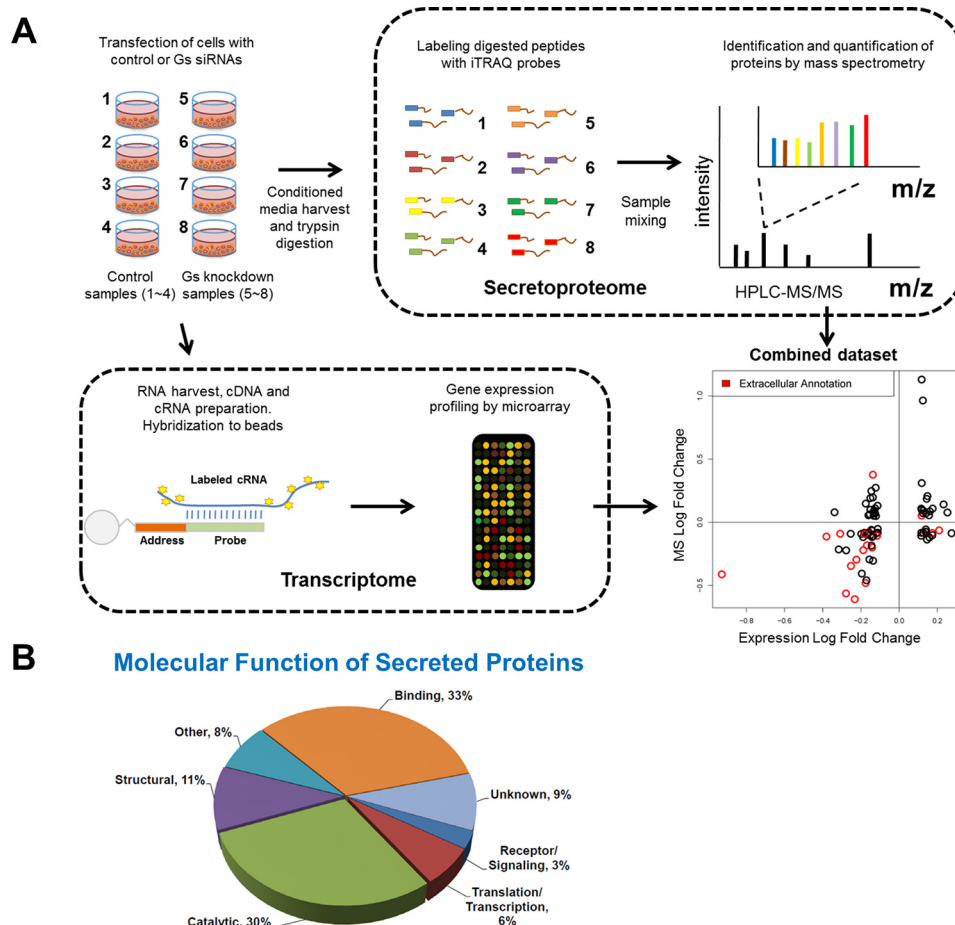 A
Transfection of cells with
control or Gs siRNAs
1
5
2
6
3
7
4
8
Control
samples (1~4)
Gs knockdown
samples (5~8)
Conditioned
media harvest
and trypsin
digestion
Labeling digested peptides
with iTRAQ probes
1
5
2
6
3
7
4
8
Sample
mixing
Secretoproteome
Identification and quantification of
proteins by mass spectrometry
m/z
intensity
m/z
HPLC-MS/MS
RNA harvest, cDNA and
cRNA preparation.
Hybridization to beads
Labeled cRNA
Address
Probe
Gene expression
profiling by microarray
Transcriptome
Combined dataset
Extracellular Annotation
MS Log Fold Change
1.0
0.5
0.0
−0.5
−0.8
−0.6
−0.4
−0.2
0.0
0.2
Expression Log Fold Change
B
Molecular Function of Secreted Proteins
Binding, 33%
Other, 8%
Structural, 11%
Unknown, 9%
Receptor/
Signaling, 3%
Translation/
Transcription,
6%
Catalytic, 30%